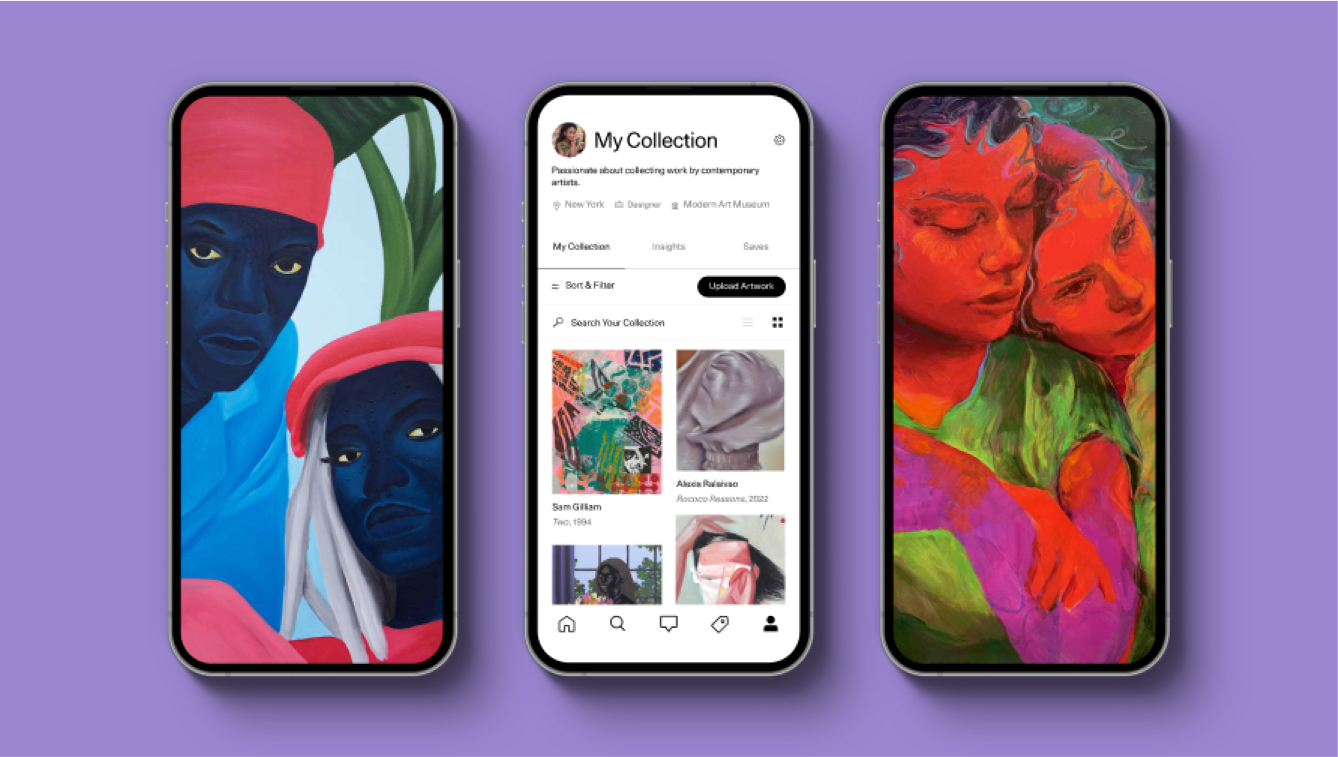 My Collection
Passionate about collecting work by contemporary
artists.
New York Designer Modern Art Museum
My Collection Insights Saves
Sort & Filter Upload Artwork
Search Your Collection
Sam Gilliam
Two, 1994
Alexis Ralaivao
Rococo Reasons, 2022